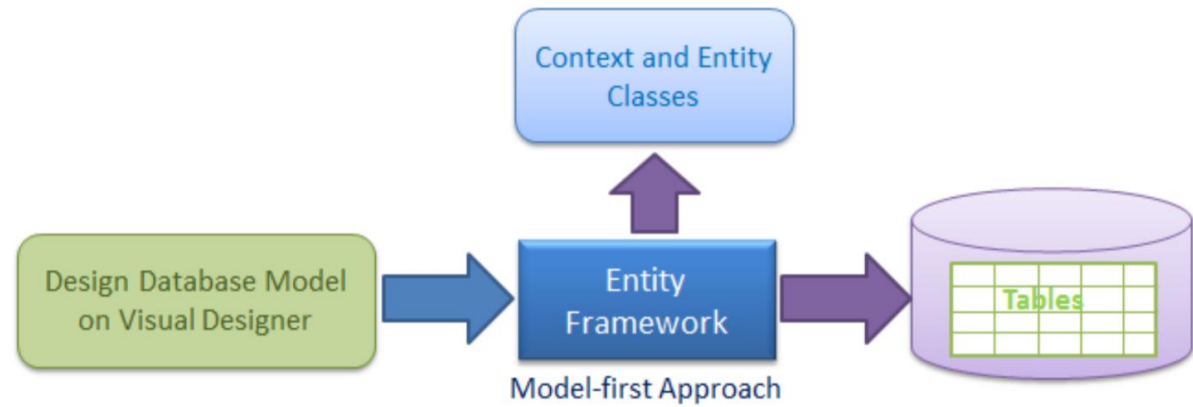 Context and Entity
Classes
Design Database Model
on Visual Designer
Entity
Framework
Tables
Model-first Approach